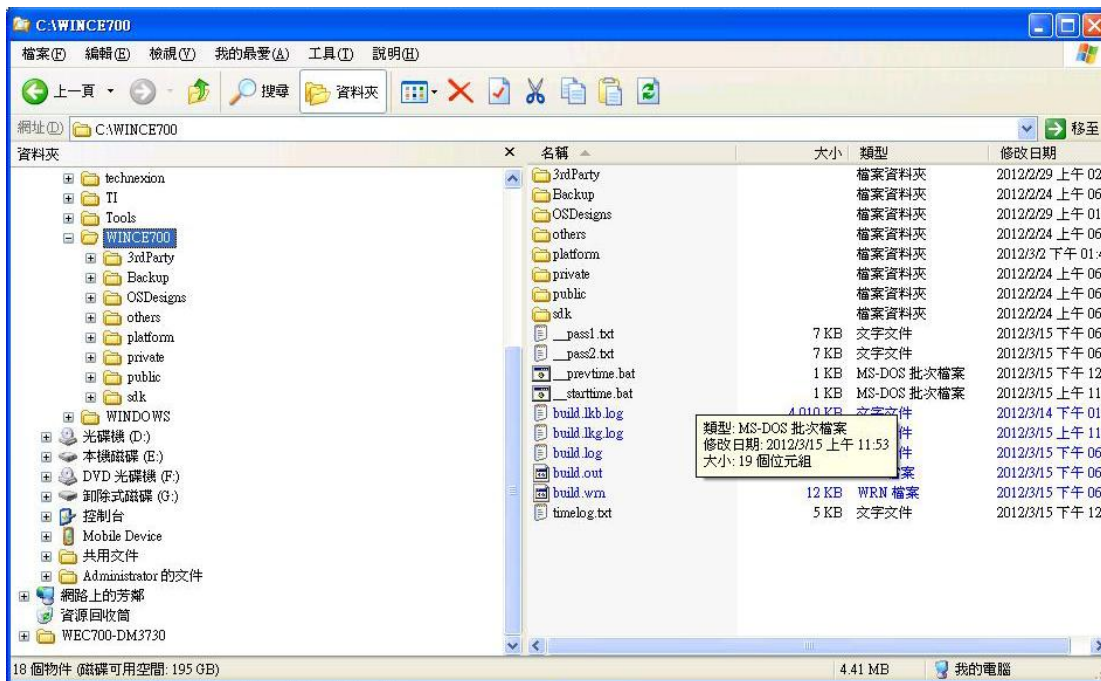 C:\WINCE700
檔案(F) 編輯(E) 檢視(V) 我的最愛(A) 工具(T) 說明(H)
上一頁 搜尋 資料夾
網址(D) C:\WINCE700 移至
資料夾
technexion
TI
Tools
WINCE700
3rdParty
Backup
OSDesigns
others
platform
private
public
sdk
WINDOWS
光碟機 (D:)
本機磁碟 (E:)
DVD 光碟機 (F:)
卸除式磁碟 (G:)
控制台
Mobile Device
共用文件
Administrator 的文件
網路上的芳鄰
資源回收筒
WEC700-DM3730
名稱 大小 類型 修改日期
3rdParty 檔案資料夾 2012/2/29 上午 02
Backup 檔案資料夾 2012/2/24 上午 06
OSDesigns 檔案資料夾 2012/2/29 上午 01
others 檔案資料夾 2012/2/24 上午 06
platform 檔案資料夾 2012/3/2 下午 01:4
private 檔案資料夾 2012/2/24 上午 06
public 檔案資料夾 2012/2/24 上午 06
sdk 檔案資料夾 2012/2/24 上午 06
__pass1.txt 7 KB 文字文件 2012/3/15 下午 06
__pass2.txt 7 KB 文字文件 2012/3/15 下午 06
__prevtime.bat 1 KB MS-DOS 批次檔案 2012/3/15 下午 12
__starttime.bat 1 KB MS-DOS 批次檔案 2012/3/15 上午 11
build.lkb.log 4,010 KB 文字文件 2012/3/14 下午 01
build.lkg.log 件 2012/3/15 上午 11
build.log 件 2012/3/15 下午 06
build.out 檔案 2012/3/15 下午 06
build.wrn 12 KB WRN 檔案 2012/3/15 下午 06
timelog.txt 5 KB 文字文件 2012/3/15 下午 12
類型: MS-DOS 批次檔案
修改日期: 2012/3/15 上午 11:53
大小: 19 個位元組
18 個物件 (磁碟可用空間: 195 GB) 4.41 MB 我的電腦